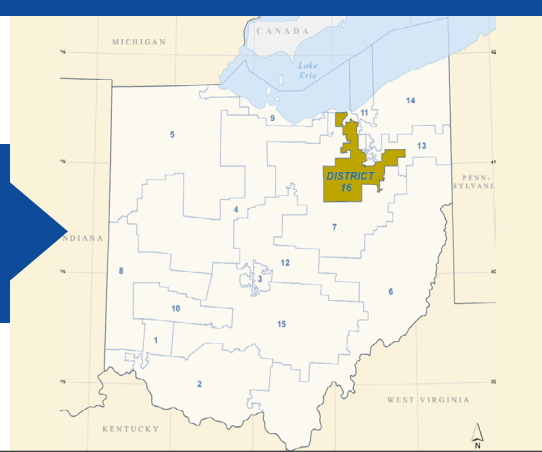 CANADA
MICHIGAN
Lake
Erie
14
11
9
5
13
DISTRICT
16
PENN-
SYLVANI
4
7
NDIANA
12
8
3
6
10
15
1
2
WEST VIRGINIA
KENTUCKY
N